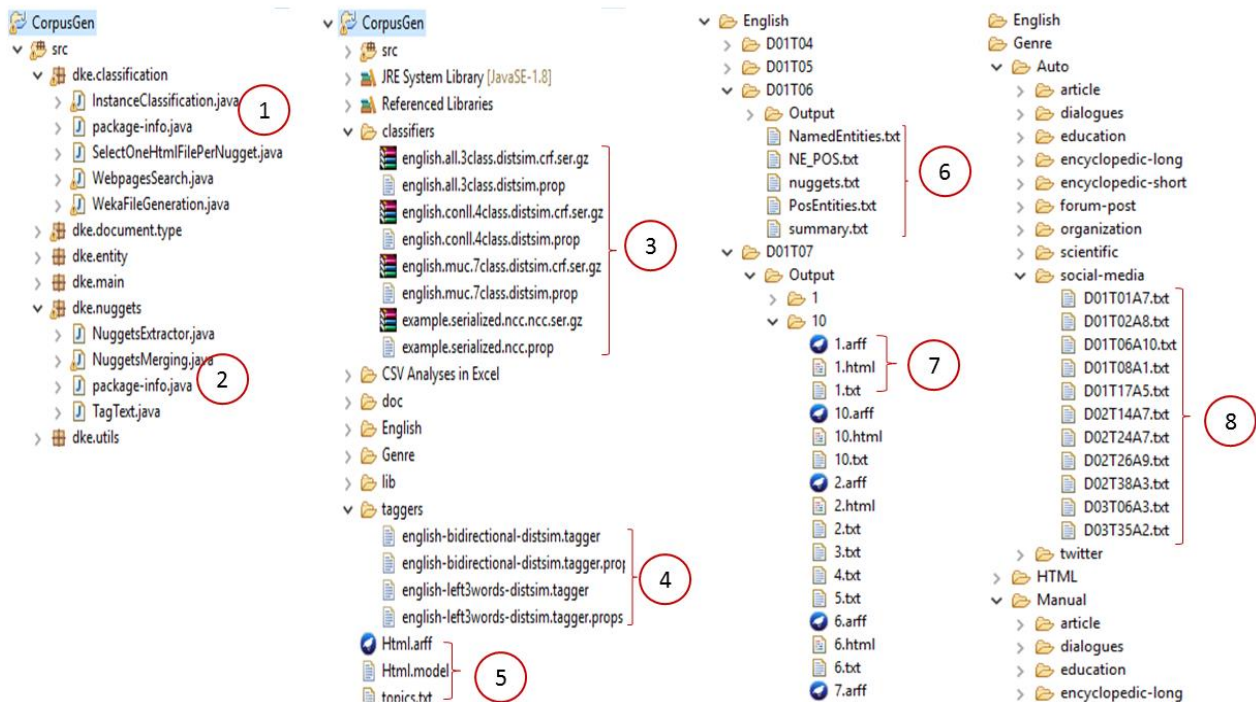 CorpusGen
src
dke.classification
InstanceClassification.java
package-info.java
SelectOneHtmlFilePerNugget.java
WebpagesSearch.java
WekaFileGeneration.java
dke.document.type
dke.entity
dke.main
dke.nuggets
NuggetsExtractor.java
NuggetsMerging.java
package-info.java
TagText.java
dke.utils
1
2
CorpusGen
src
JRE System Library [JavaSE-1.8]
Referenced Libraries
classifiers
english.all.3class.distsim.crf.ser.gz
english.all.3class.distsim.prop
english.conll.4class.distsim.crf.ser.gz
english.conll.4class.distsim.prop
english.muc.7class.distsim.crf.ser.gz
english.muc.7class.distsim.prop
example.serialized.ncc.ncc.ser.gz
example.serialized.ncc.prop
CSV Analyses in Excel
doc
English
Genre
lib
taggers
english-bidirectional-distsim.tagger
english-bidirectional-distsim.tagger.prop
english-left3words-distsim.tagger
english-left3words-distsim.tagger.props
Html.arff
Html.model
topics.txt
3
4
5
English
D01T04
D01T05
D01T06
Output
NamedEntities.txt
NE_POS.txt
nuggets.txt
PosEntities.txt
summary.txt
D01T07
Output
1
10
1.arff
1.html
1.txt
10.arff
10.html
10.txt
2.arff
2.html
2.txt
3.txt
4.txt
5.txt
6.arff
6.html
6.txt
7.arff
6
7
English
Genre
Auto
article
dialogues
education
encyclopedic-long
encyclopedic-short
forum-post
organization
scientific
social-media
D01T01A7.txt
D01T02A8.txt
D01T06A10.txt
D01T08A1.txt
D01T17A5.txt
D02T14A7.txt
D02T24A7.txt
D02T26A9.txt
D02T38A3.txt
D03T06A3.txt
D03T35A2.txt
twitter
HTML
Manual
article
dialogues
education
encyclopedic-long
8